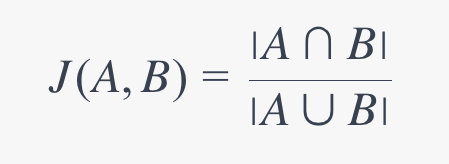 J(A, B) = |A ∩ B| / |A ∪ B|